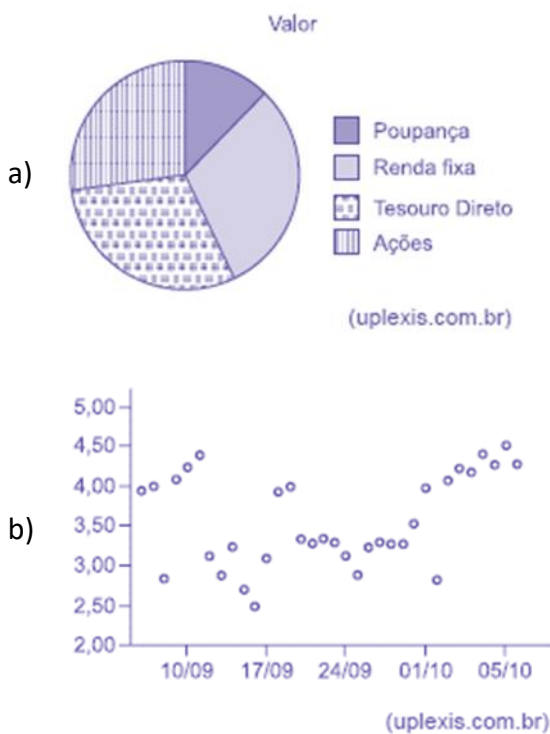 Valor
a)
Poupança
Renda fixa
Tesouro Direto
Ações
(uplexis.com.br)
b)
5,00
4,50
4,00
3,50
3,00
2,50
2,00
10/09 17/09 24/09 01/10 05/10
(uplexis.com.br)